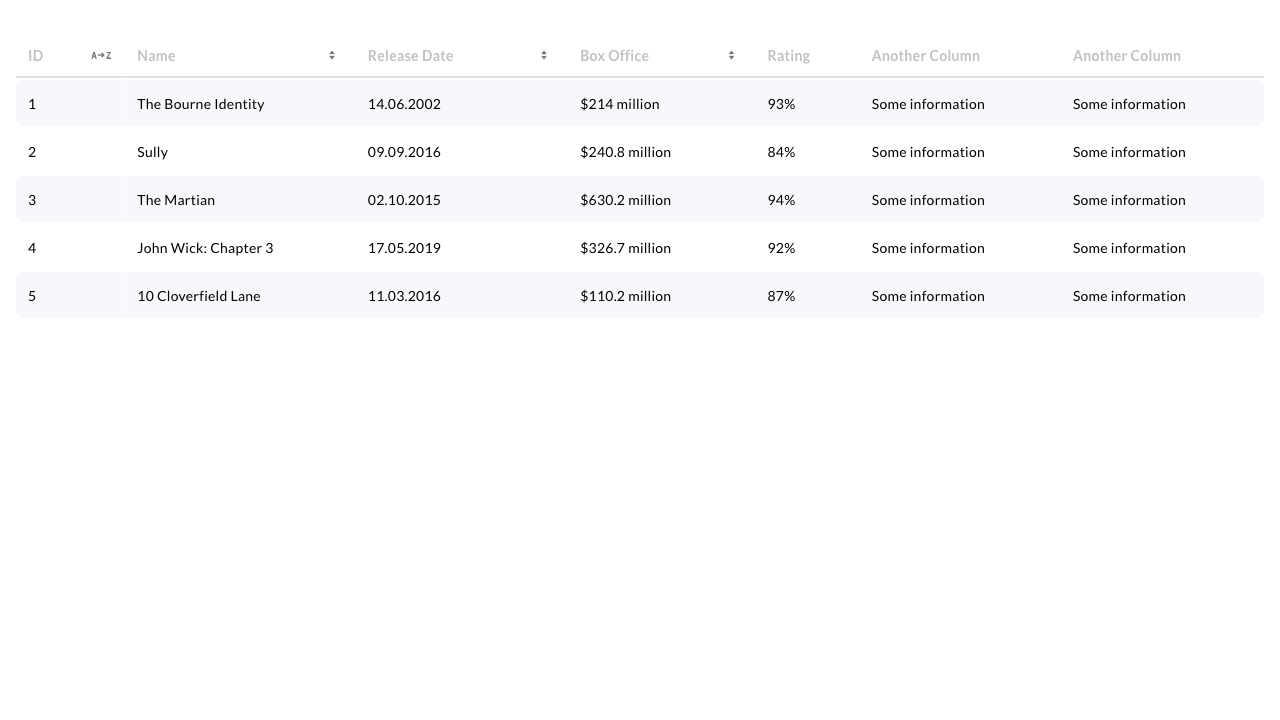 ID A→Z Name Release Date Box Office Rating Another Column Another Column
1 The Bourne Identity 14.06.2002 $214 million 93% Some information Some information
2 Sully 09.09.2016 $240.8 million 84% Some information Some information
3 The Martian 02.10.2015 $630.2 million 94% Some information Some information
4 John Wick: Chapter 3 17.05.2019 $326.7 million 92% Some information Some information
5 10 Cloverfield Lane 11.03.2016 $110.2 million 87% Some information Some information